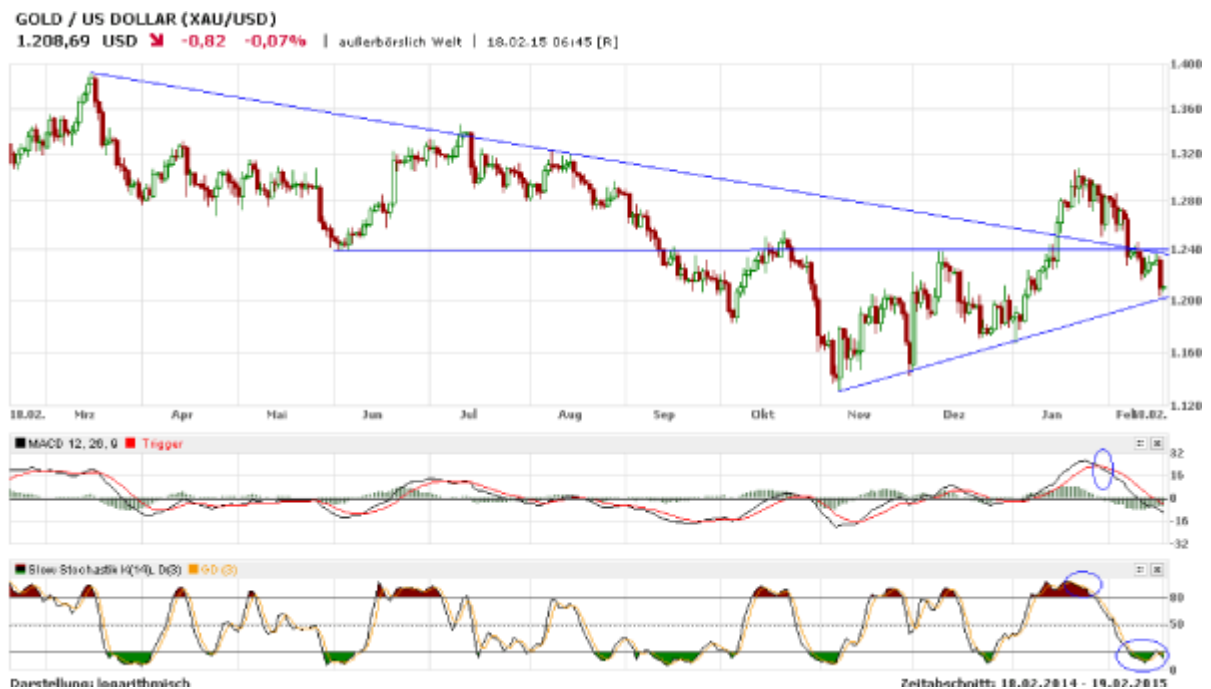 GOLD / US DOLLAR (XAU/USD)
1.208,69 USD -0,82 -0,07% | außerbörslich Welt | 18.02.15 06:45 [R]
1.400
1.360
1.320
1.280
1.240
1.200
1.160
1.120
18.02. Mrz Apr Mai Jun Jul Aug Sep Okt Nov Dez Jan Feb 18.02.
MACD 12, 26, 9 Trigger
32
16
0
-16
-32
Slow Stochastik K(14), D(3) GD (3)
80
50
0
Darstellung: logarithmisch Zeitabschnitt: 18.02.2014 - 19.02.2015